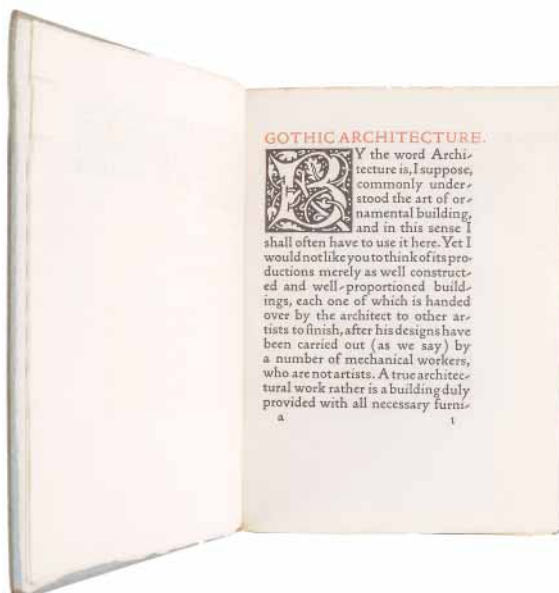 GOTHIC ARCHITECTURE.
BY the word Archi-
tecture is, I suppose,
commonly under-
stood the art of or-
namental building,
and in this sense I
shall often have to use it here. Yet I
would not like you to think of its pro-
ductions merely as well construct-
ed and well-proportioned build-
ings, each one of which is handed
over by the architect to other ar-
tists to finish, after his designs have
been carried out (as we say) by
a number of mechanical workers,
who are not artists. A true architec-
tural work rather is a building duly
provided with all necessary furni-
a 1